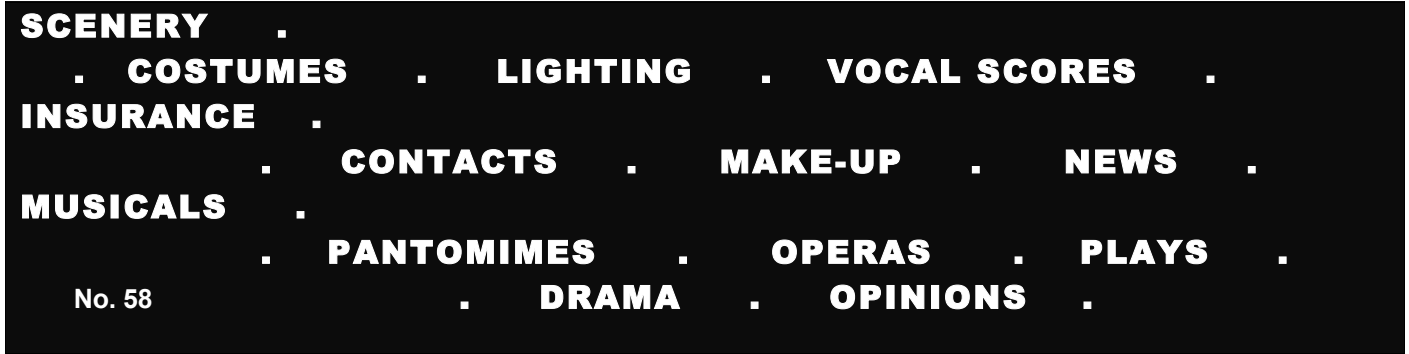 SCENERY .
. COSTUMES . LIGHTING . VOCAL SCORES .
INSURANCE .
. CONTACTS . MAKE-UP . NEWS .
MUSICALS .
. PANTOMIMES . OPERAS . PLAYS .
No. 58 . DRAMA . OPINIONS .